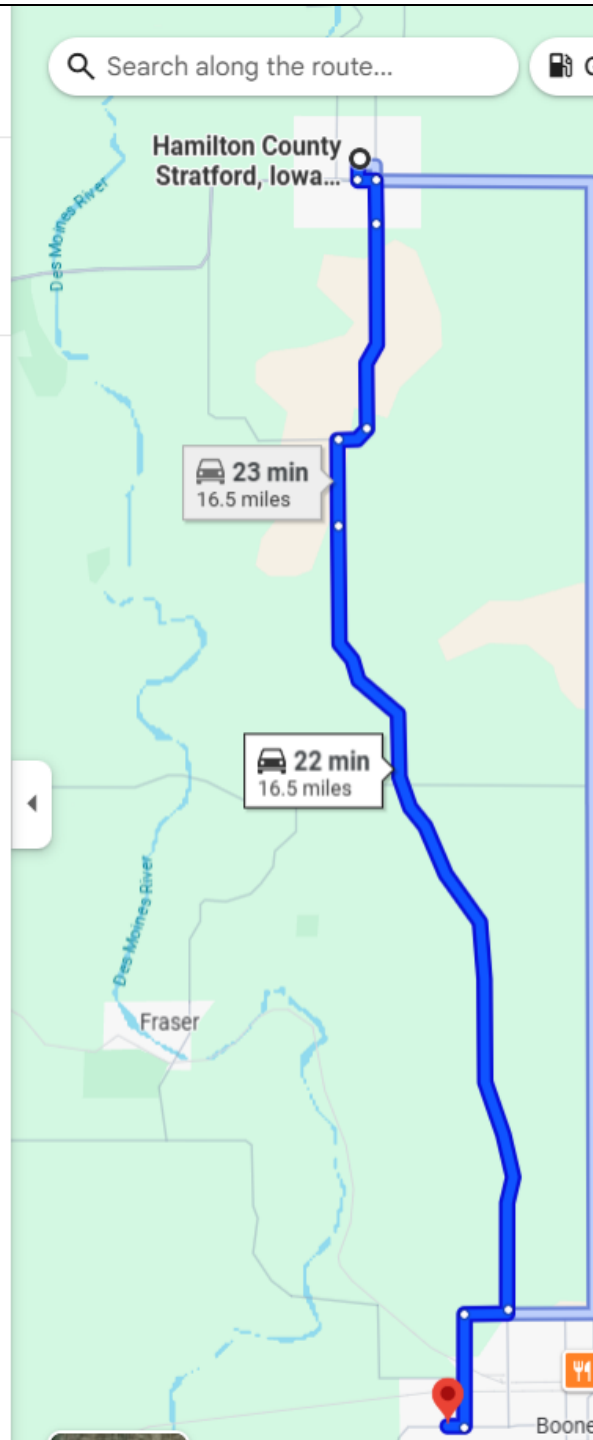 Search along the route...
Hamilton County
Stratford, Iowa...
Des Moines River
23 min
16.5 miles
22 min
16.5 miles
Des Moines River
Fraser
Boone